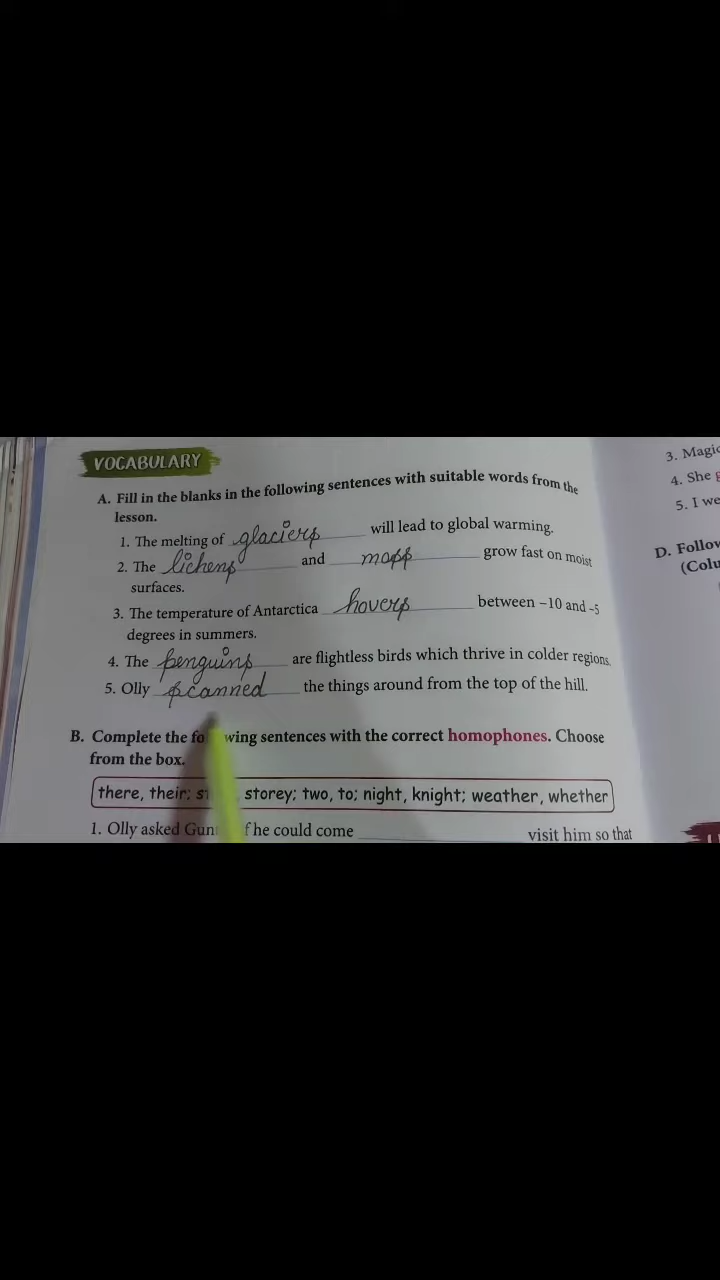 VOCABULARY
A. Fill in the blanks in the following sentences with suitable words from the
lesson.
1. The melting of glaciers will lead to global warming.
2. The lichens and moss grow fast on moist
surfaces.
3. The temperature of Antarctica hovers between –10 and -5
degrees in summers.
4. The penguins are flightless birds which thrive in colder regions.
5. Olly scanned the things around from the top of the hill.
B. Complete the following sentences with the correct homophones. Choose
from the box.
there, their; storey; two, to; night, knight; weather, whether
1. Olly asked if he could come visit him so that
3. Magic
4. She
5. I we
D. Follow
(Colu